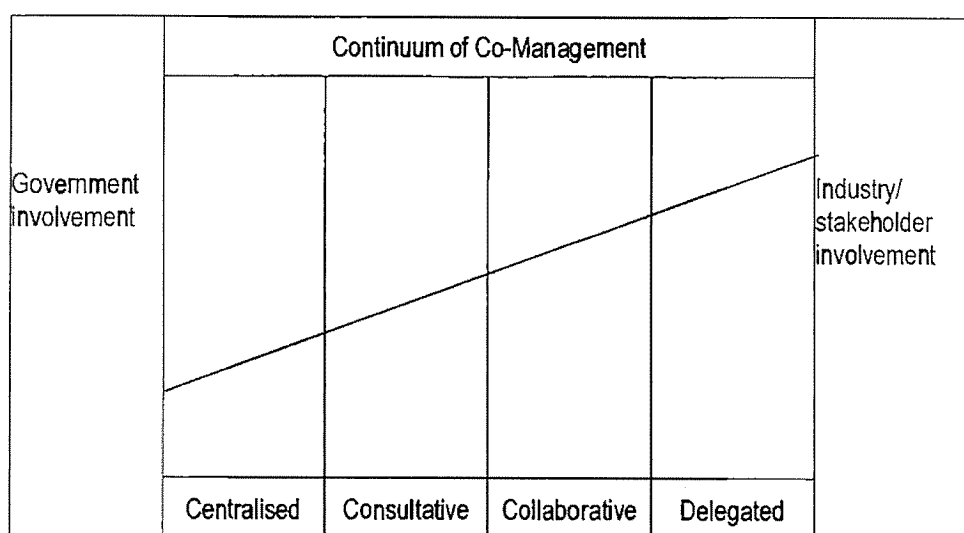 Continuum of Co-Management
Government
involvement
Industry/
stakeholder
involvement
Centralised
Consultative
Collaborative
Delegated